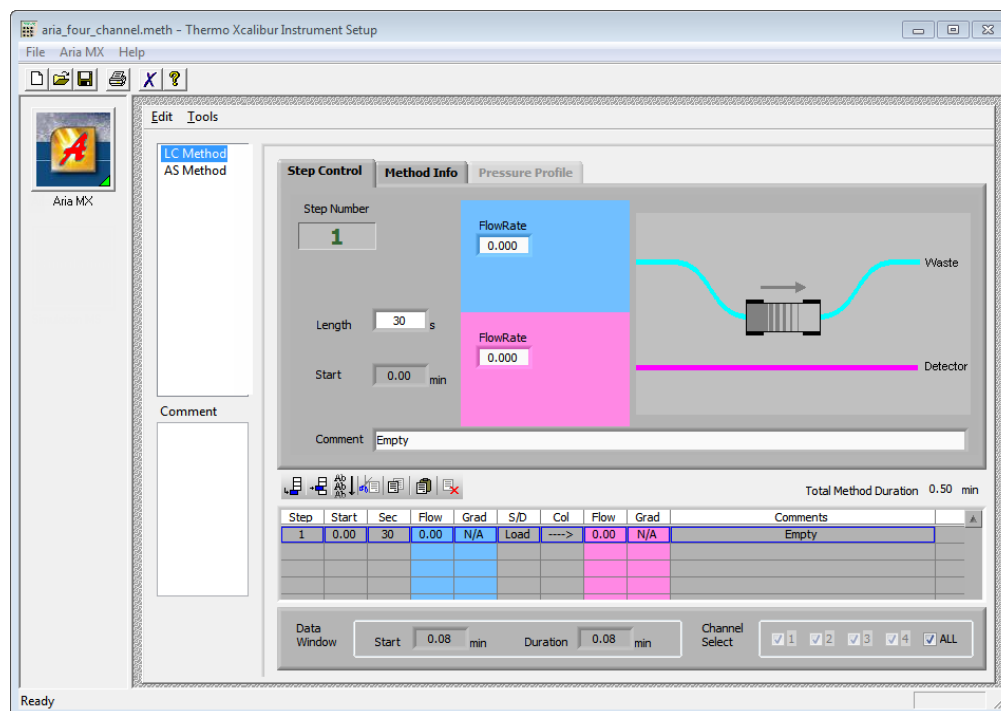 aria_four_channel.meth - Thermo Xcalibur Instrument Setup
File Aria MX Help
Aria MX
Edit Tools
LC Method
AS Method
Comment
Step Control Method Info Pressure Profile
Step Number
1
FlowRate
0.000
Length 30 s
FlowRate
0.000
Start 0.00 min
Waste
Detector
Comment Empty
Total Method Duration 0.50 min
Step Start Sec Flow Grad S/D Col Flow Grad Comments
1 0.00 30 0.00 N/A Load ----> 0.00 N/A Empty
Data Window Start 0.08 min Duration 0.08 min Channel Select 1 2 3 4 ALL
Ready